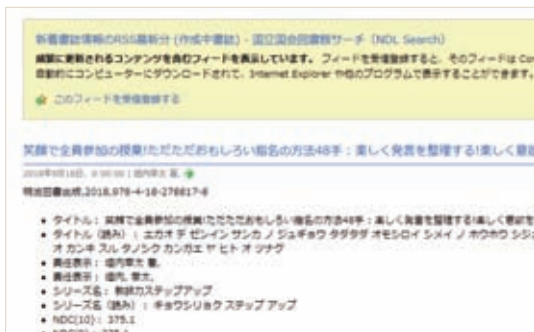 新着書誌情報のRSS最新分 (作成中書誌) - 国立国会図書館サーチ (NDL Search)
頻繁に更新されるコンテンツを含むフィードを表示しています。 フィードを受信登録すると、そのフィードは
自動的にコンピューターにダウンロードされて、Internet Explorer や他のプログラムで表示することができます。
このフィードを受信登録する
笑顔で全員参加の授業!ただただおもしろい指名の方法48手 : 楽しく発言を整理する!楽しく意
明治図書出版,2018,978-4-18-276817-8
タイトル : 笑顔で全員参加の授業!ただただおもしろい指名の方法48手 : 楽しく発言を整理する!楽しく意
タイトル (読み) : エガオ デ ゼンイン サンカ ノ ジュギョウ タダタダ オモシロイ シメイ ノ ホウホウ
オ カンキ スル タノシク カンガエ ヤ ヒト オ ツナグ
責任表示 : 垣内幸太 著,
責任表示 : 垣内, 幸太,
シリーズ名 : 教師力ステップアップ
シリーズ名 (読み) : キョウシリョク ステップ アップ
NDC(10) : 375.1